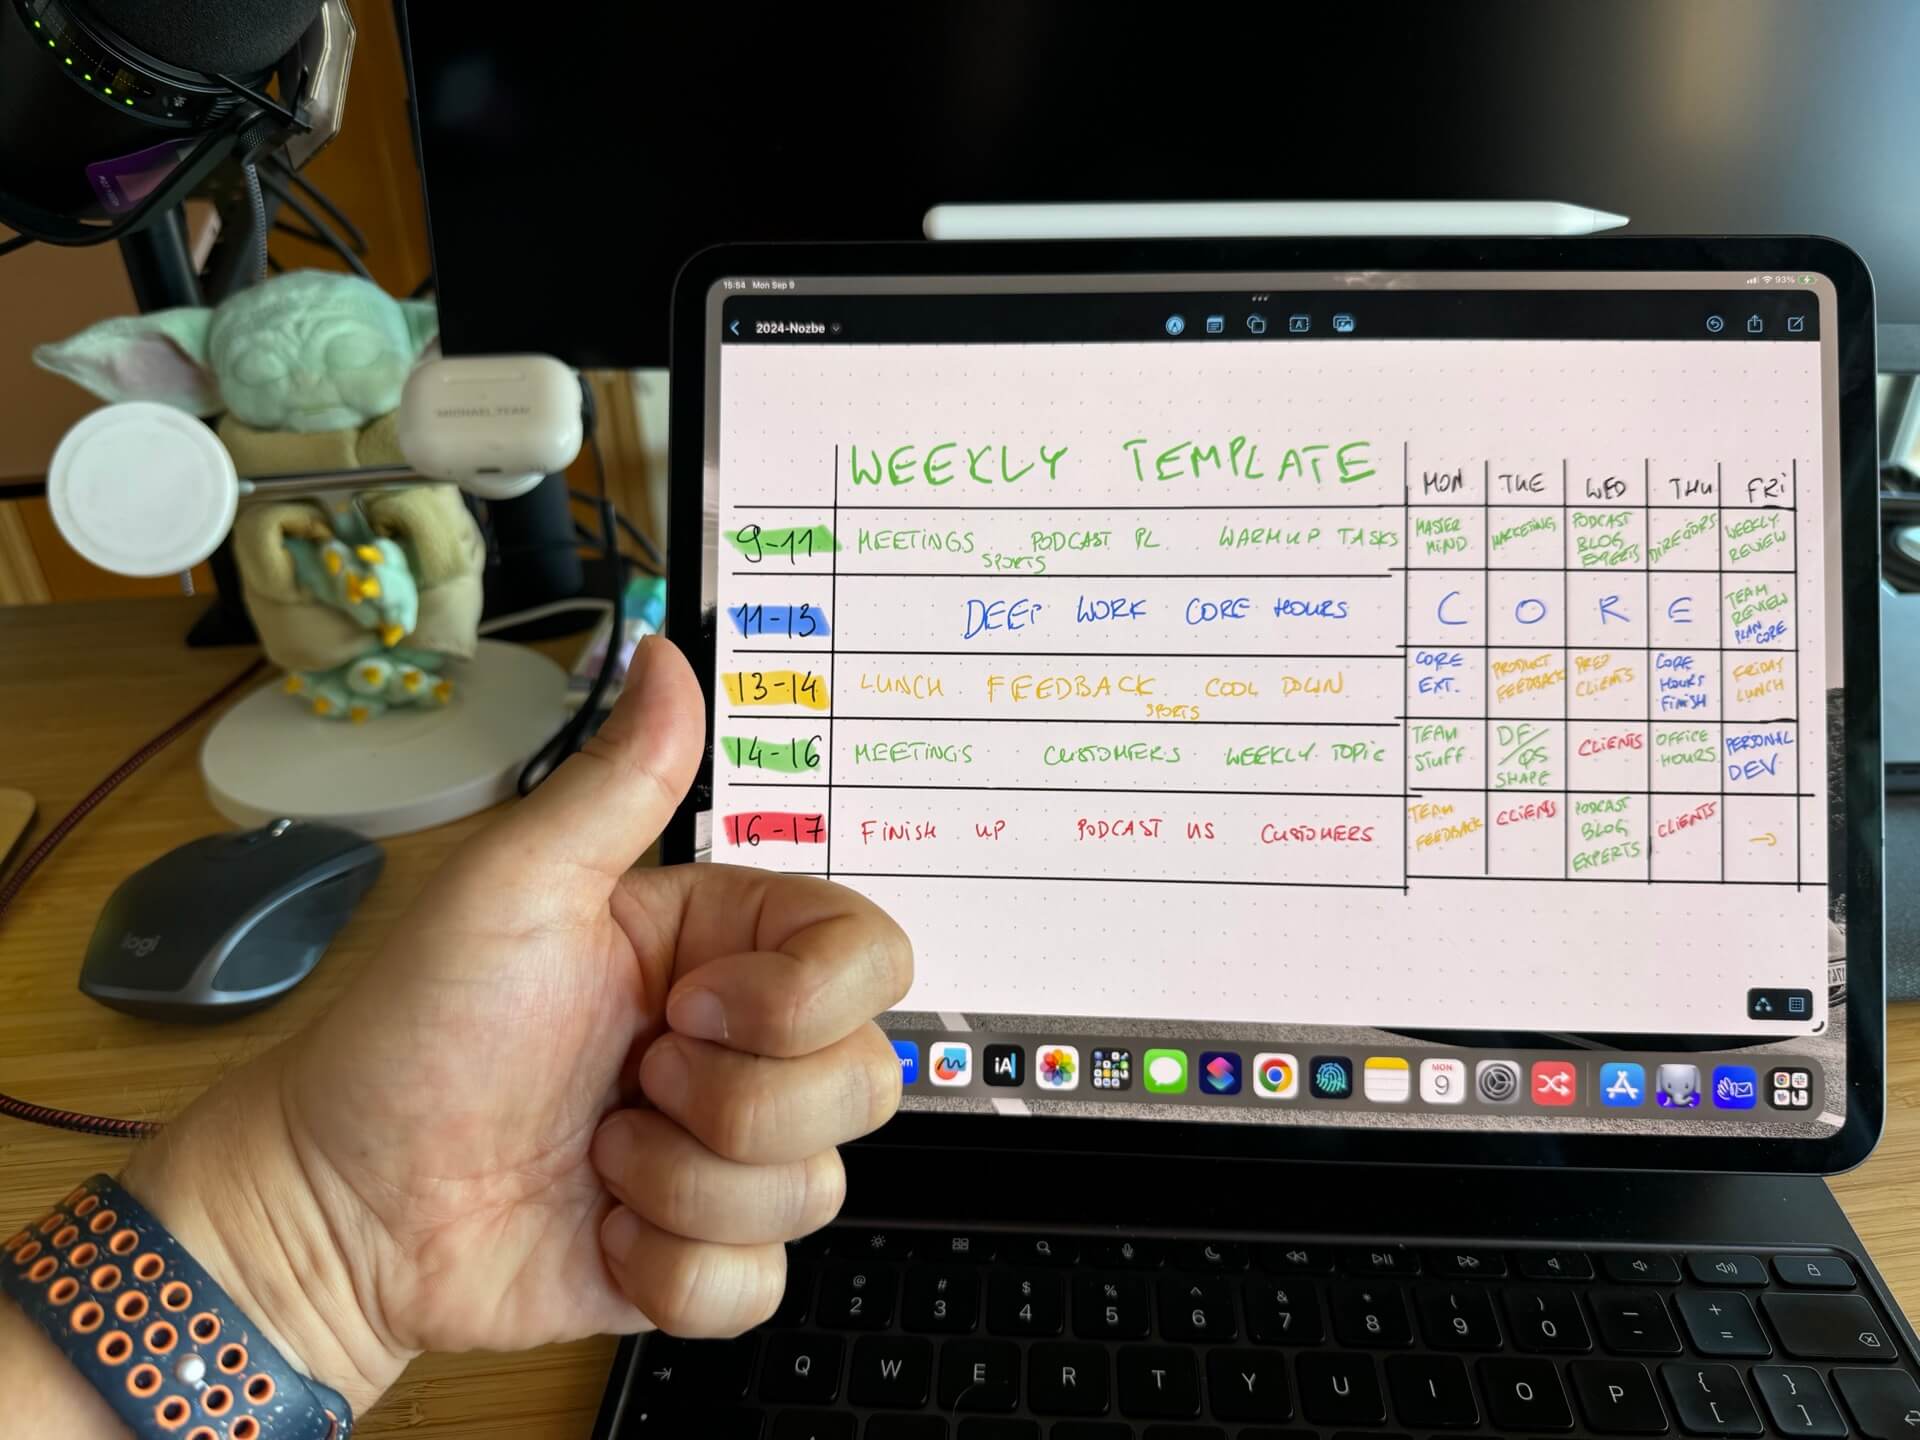 15:54 Mon Sep 9
93%
2024-Nozbe
WEEKLY TEMPLATE
MON TUE WED THU FRI
9-11
MEETINGS PODCAST PL WARMUP TASKS
SPORTS
MASTER MIND
MARKETING
PODCAST BLOG EXPERTS
DIRECTORS
WEEKLY REVIEW
11-13
DEEP WORK CORE HOURS
C O R E
TEAM REVIEW PLAN CORE
13-14
LUNCH FEEDBACK COOL DOWN
SPORTS
CORE EXT.
PRODUCT FEEDBACK
PREP CLIENTS
CORE HOURS FINISH
FRIDAY LUNCH
14-16
MEETINGS CUSTOMERS WEEKLY TOPIC
TEAM STUFF
DF/QS SHAPE
CLIENTS
OFFICE HOURS
PERSONAL DEV
16-17
FINISH UP PODCAST US CUSTOMERS
TEAM FEEDBACK
CLIENTS
PODCAST BLOG EXPERTS
CLIENTS
→
MICHAEL.TEAM
logi
iA
MON
9
@ # $ % ^ & * ( ) — +
2 3 4 5 6 7 8 9 0 - =
Q W E R T Y U I O P { }
[ ]